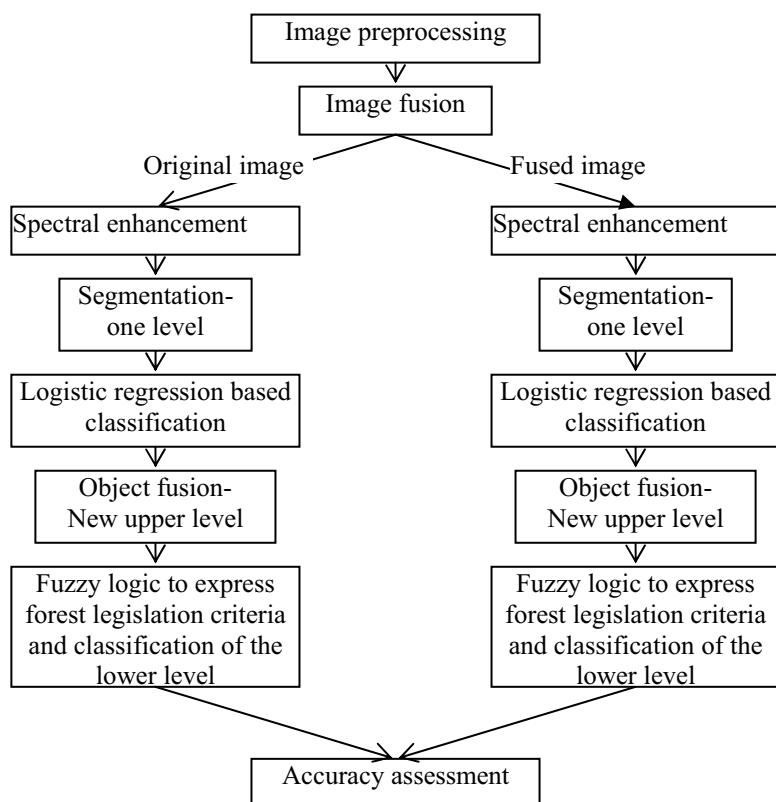 Image preprocessing
Image fusion
Original image
Fused image
Spectral enhancement
Segmentation-
one level
Logistic regression based
classification
Object fusion-
New upper level
Fuzzy logic to express
forest legislation criteria
and classification of the
lower level
Spectral enhancement
Segmentation-
one level
Logistic regression based
classification
Object fusion-
New upper level
Fuzzy logic to express
forest legislation criteria
and classification of the
lower level
Accuracy assessment